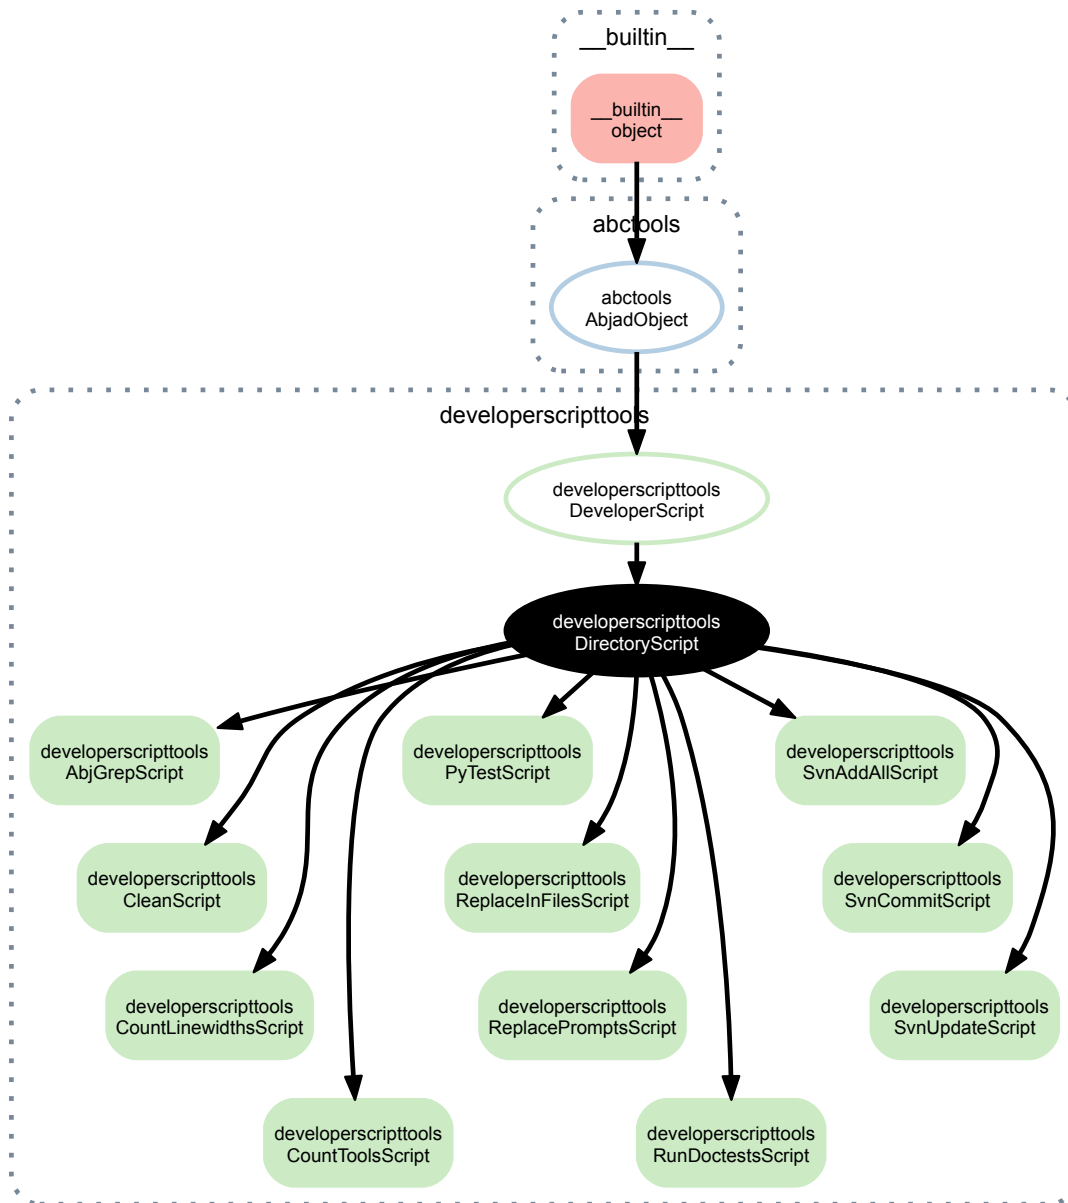 __builtin__
__builtin__
object
abctools
abctools
AbjadObject
developerscripttools
developerscripttools
DeveloperScript
developerscripttools
DirectoryScript
developerscripttools
AbjGrepScript
developerscripttools
PyTestScript
developerscripttools
SvnAddAllScript
developerscripttools
CleanScript
developerscripttools
ReplaceInFilesScript
developerscripttools
SvnCommitScript
developerscripttools
CountLinewidthsScript
developerscripttools
ReplacePromptsScript
developerscripttools
SvnUpdateScript
developerscripttools
CountToolsScript
developerscripttools
RunDoctestsScript